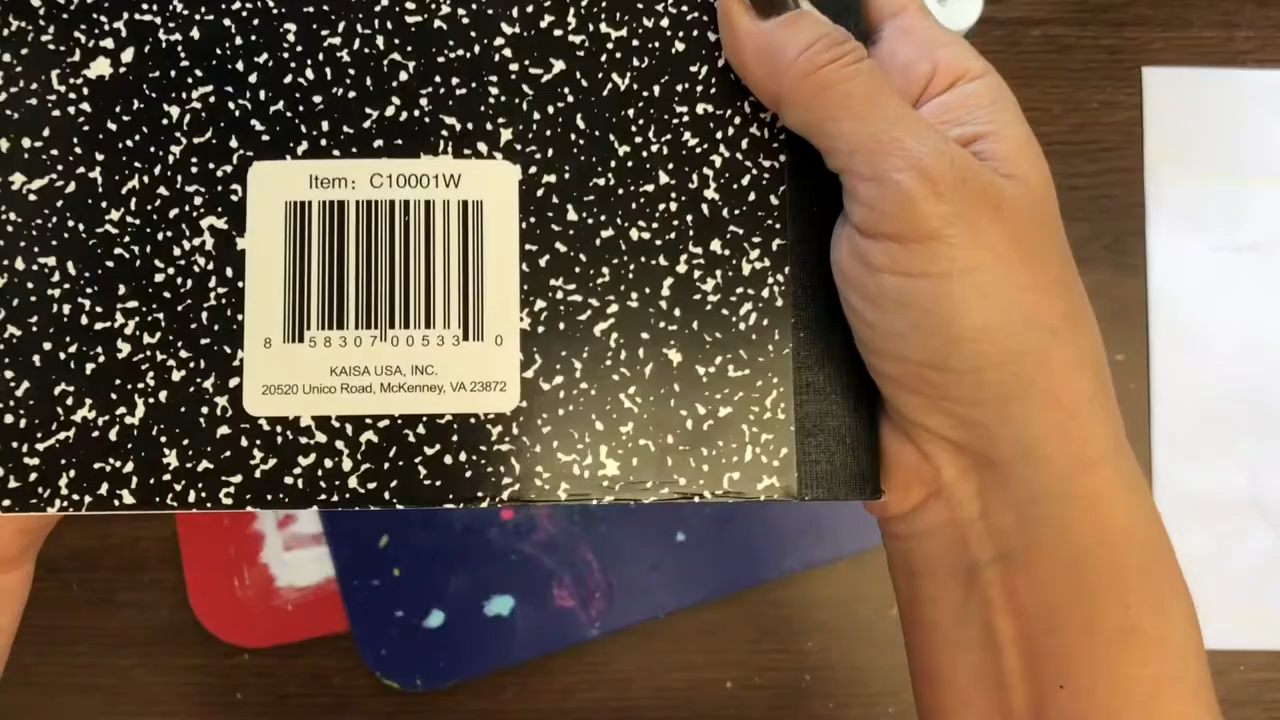 Item: C10001W
8 58307 00533 0
KAISA USA, INC.
20520 Unico Road, McKenney, VA 23872